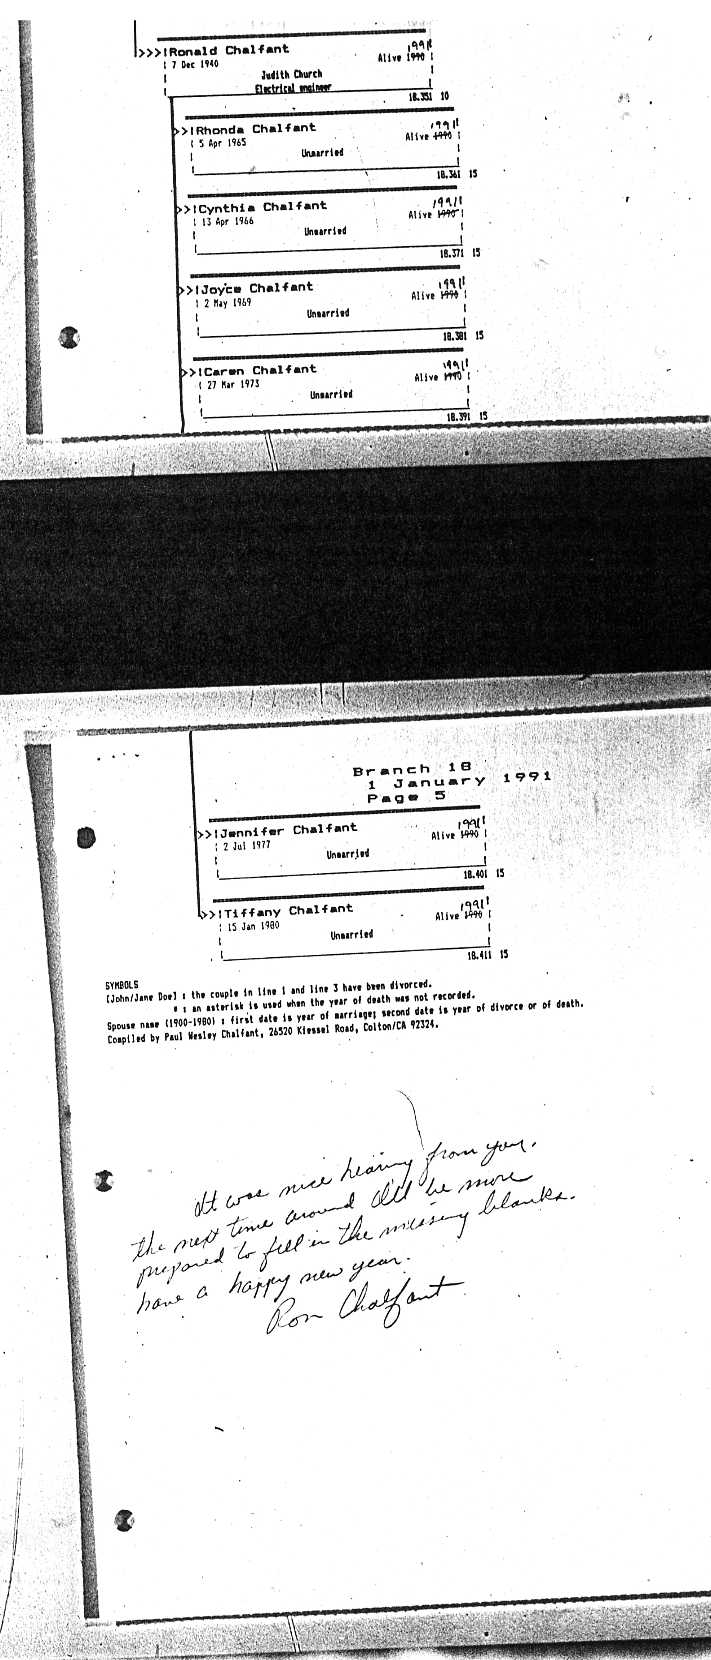 >>>|Ronald Chalfant 1991
| 7 Dec 1940 Alive 1990 |
Judith Church
Electrical engineer
18.351 10
>>|Rhonda Chalfant 1991
| 5 Apr 1965 Alive 1990 |
Unmarried
18.361 15
>>|Cynthia Chalfant 1991
| 13 Apr 1966 Alive 1990 |
Unmarried
18.371 15
>>|Joyce Chalfant 1991
| 2 May 1969 Alive 1990 |
Unmarried
18.381 15
>>|Caren Chalfant 1991
| 27 Mar 1973 Alive 1990 |
Unmarried
18.391 15
Branch 18
1 January 1991
Page 5
>>|Jennifer Chalfant 1991
| 2 Jul 1977 Alive 1990 |
Unmarried
18.401 15
>>|Tiffany Chalfant 1991
| 15 Jan 1980 Alive 1990 |
Unmarried
18.411 15
SYMBOLS
[John/Jane Doe] : the couple in line 1 and line 3 have been divorced.
* : an asterisk is used when the year of death was not recorded.
Spouse name (1900-1980) : first date is year of marriage; second date is year of divorce or of death.
Compiled by Paul Wesley Chalfant, 26520 Kiessel Road, Colton/CA 92324.
It was nice hearing from you.
the next time around I'll be more
prepared to fill in the missing blanks.
have a happy new year.
Ron Chalfant